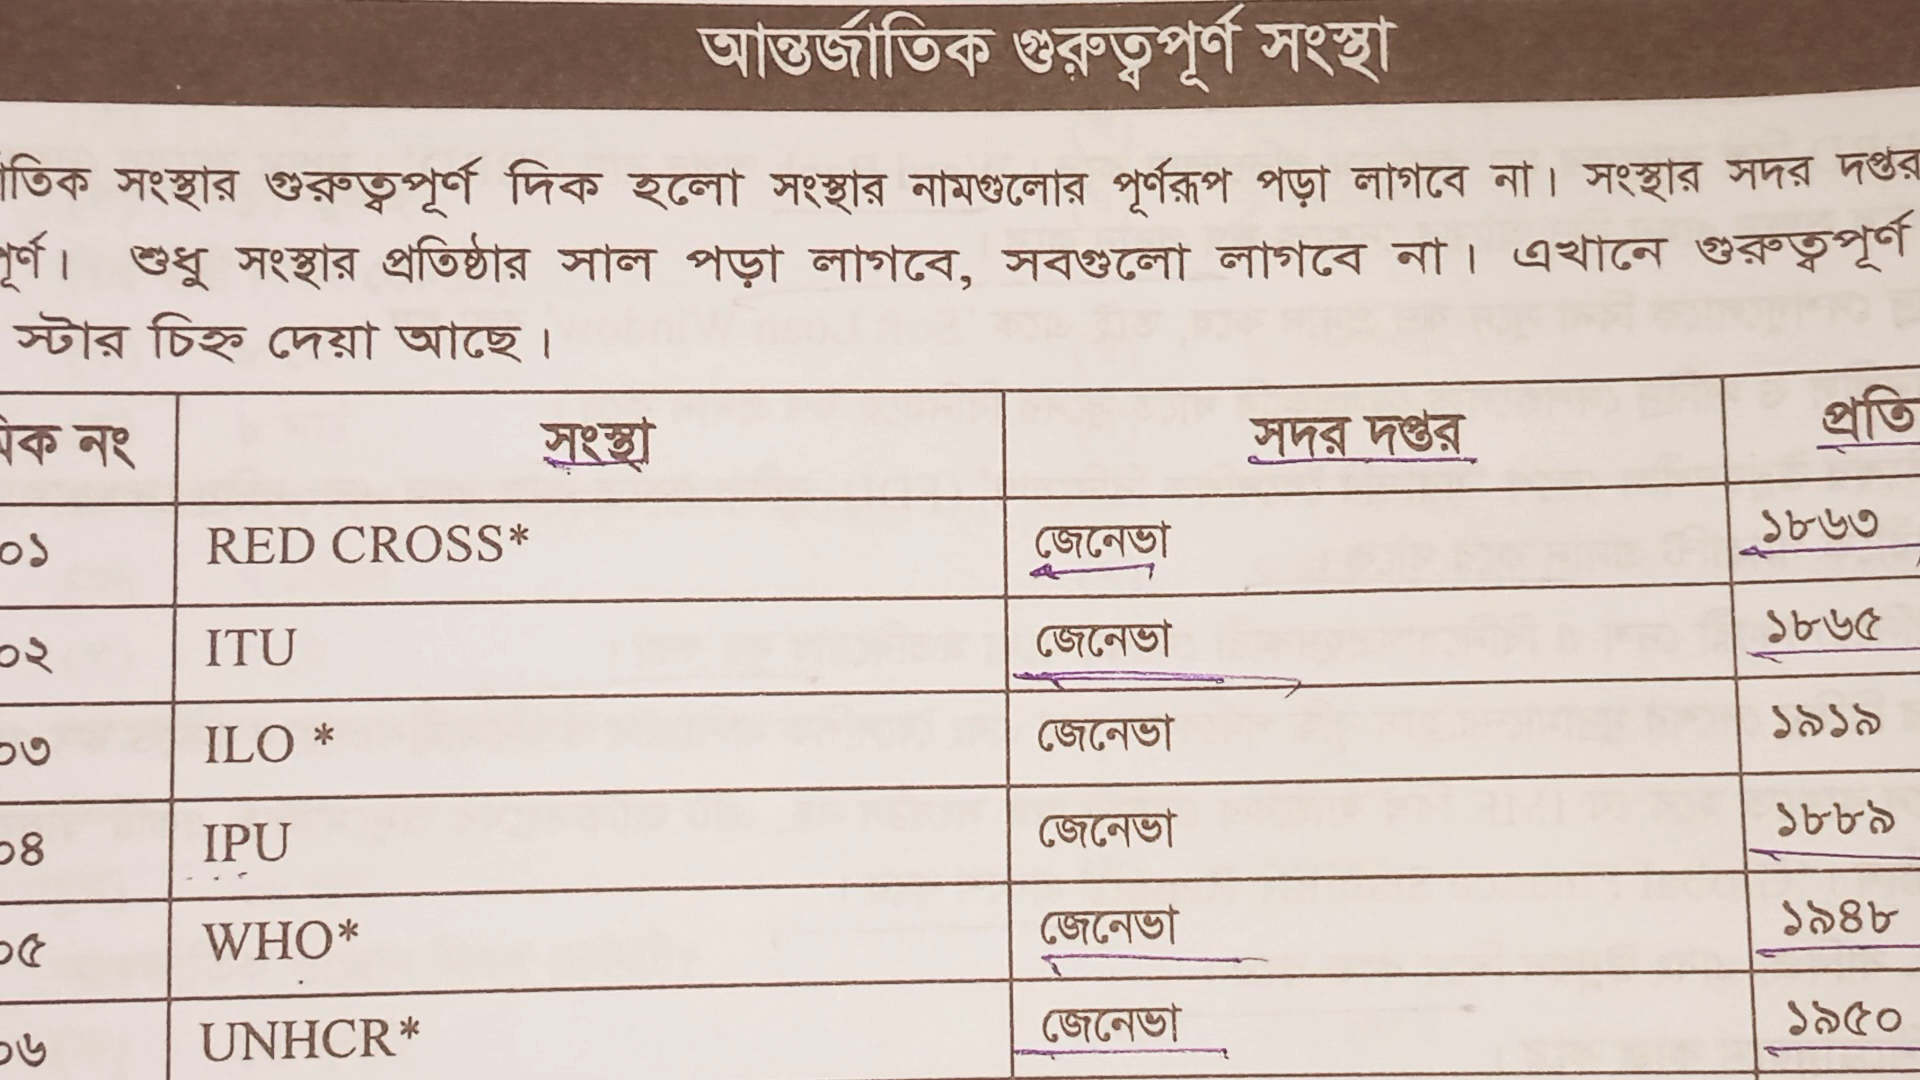 আন্তর্জাতিক গুরুত্বপূর্ণ সংস্থা
র্জাতিক সংস্থার গুরুত্বপূর্ণ দিক হলো সংস্থার নামগুলোর পূর্ণরূপ পড়া লাগবে না। সংস্থার সদর দপ্তর
পূর্ণ। শুধু সংস্থার প্রতিষ্ঠার সাল পড়া লাগবে, সবগুলো লাগবে না। এখানে গুরুত্বপূর্ণ
স্টার চিহ্ন দেয়া আছে।
মিক নং সংস্থা সদর দপ্তর প্রতি
০১ RED CROSS* জেনেভা ১৮৬৩
০২ ITU জেনেভা ১৮৬৫
০৩ ILO * জেনেভা ১৯১৯
০৪ IPU জেনেভা ১৮৮৯
০৫ WHO* জেনেভা ১৯৪৮
০৬ UNHCR* জেনেভা ১৯৫০